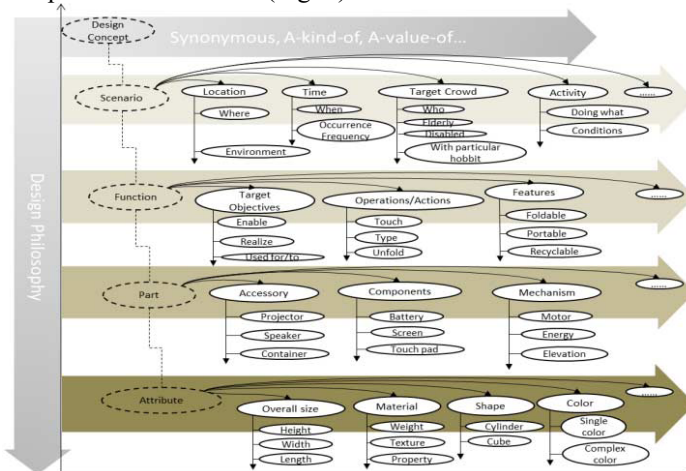 Design
Concept
Synonymous, A-kind-of, A-value-of...
Design Philosophy
Scenario
Location
Where
Environment
Time
When
Occurrence
Frequency
Target Crowd
Who
Elderly
Disabled
With particular
hobbit
Activity
Doing what
Conditions
......
Function
Target
Objectives
Enable
Realize
Used for/to
Operations/Actions
Touch
Type
Unfold
Features
Foldable
Portable
Recyclable
......
Part
Accessory
Projector
Speaker
Container
Components
Battery
Screen
Touch pad
Mechanism
Motor
Energy
Elevation
......
Attribute
Overall size
Height
Width
Length
Material
Weight
Texture
Property
Shape
Cylinder
Cube
Color
Single
color
Complex
color
......